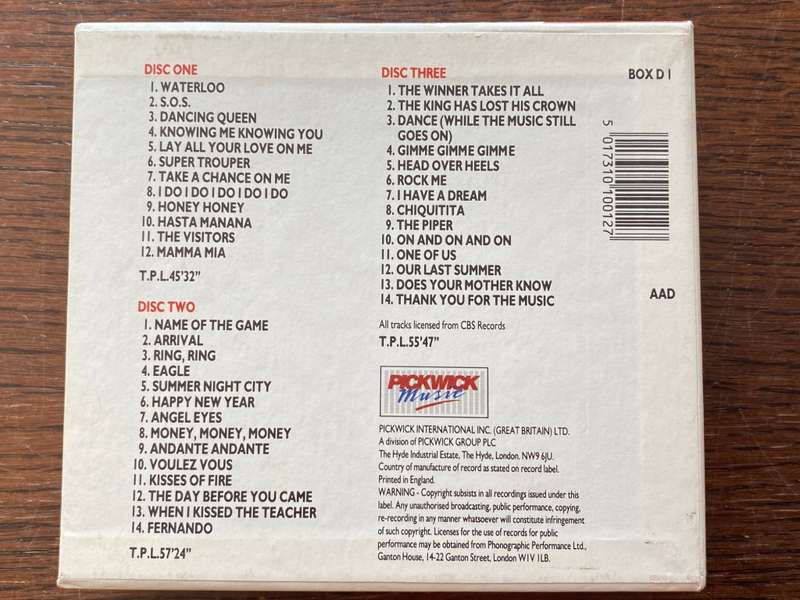 DISC ONE
1. WATERLOO
2. S.O.S.
3. DANCING QUEEN
4. KNOWING ME KNOWING YOU
5. LAY ALL YOUR LOVE ON ME
6. SUPER TROUPER
7. TAKE A CHANCE ON ME
8. I DO I DO I DO I DO I DO
9. HONEY HONEY
10. HASTA MANANA
11. THE VISITORS
12. MAMMA MIA
T.P.L.45'32"
DISC TWO
1. NAME OF THE GAME
2. ARRIVAL
3. RING, RING
4. EAGLE
5. SUMMER NIGHT CITY
6. HAPPY NEW YEAR
7. ANGEL EYES
8. MONEY, MONEY, MONEY
9. ANDANTE ANDANTE
10. VOULEZ VOUS
11. KISSES OF FIRE
12. THE DAY BEFORE YOU CAME
13. WHEN I KISSED THE TEACHER
14. FERNANDO
T.P.L.57'24"
DISC THREE
1. THE WINNER TAKES IT ALL
2. THE KING HAS LOST HIS CROWN
3. DANCE (WHILE THE MUSIC STILL
GOES ON)
4. GIMME GIMME GIMME
5. HEAD OVER HEELS
6. ROCK ME
7. I HAVE A DREAM
8. CHIQUITITA
9. THE PIPER
10. ON AND ON AND ON
11. ONE OF US
12. OUR LAST SUMMER
13. DOES YOUR MOTHER KNOW
14. THANK YOU FOR THE MUSIC
All tracks licensed from CBS Records
T.P.L.55'47"
PICKWICK
Music
PICKWICK INTERNATIONAL INC. (GREAT BRITAIN) LTD.
A division of PICKWICK GROUP PLC
The Hyde Industrial Estate, The Hyde, London. NW9 6JU.
Country of manufacture of record as stated on record label.
Printed in England.
WARNING - Copyright subsists in all recordings issued under this
label. Any unauthorised broadcasting, public performance, copying,
re-recording in any manner whatsoever will constitute infringement
of such copyright. Licenses for the use of records for public
performance may be obtained from Phonographic Performance Ltd.,
Ganton House, 14-22 Ganton Street, London W1V 1LB.
BOX D 1
5 017310 100127
AAD